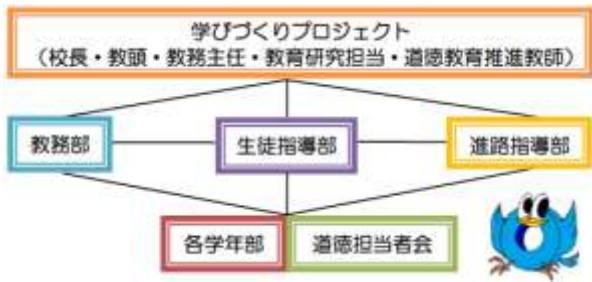 学びづくりプロジェクト
(校長・教頭・教務主任・教育研究担当・道徳教育推進教師)
教務部
生徒指導部
進路指導部
各学年部
道徳担当者会